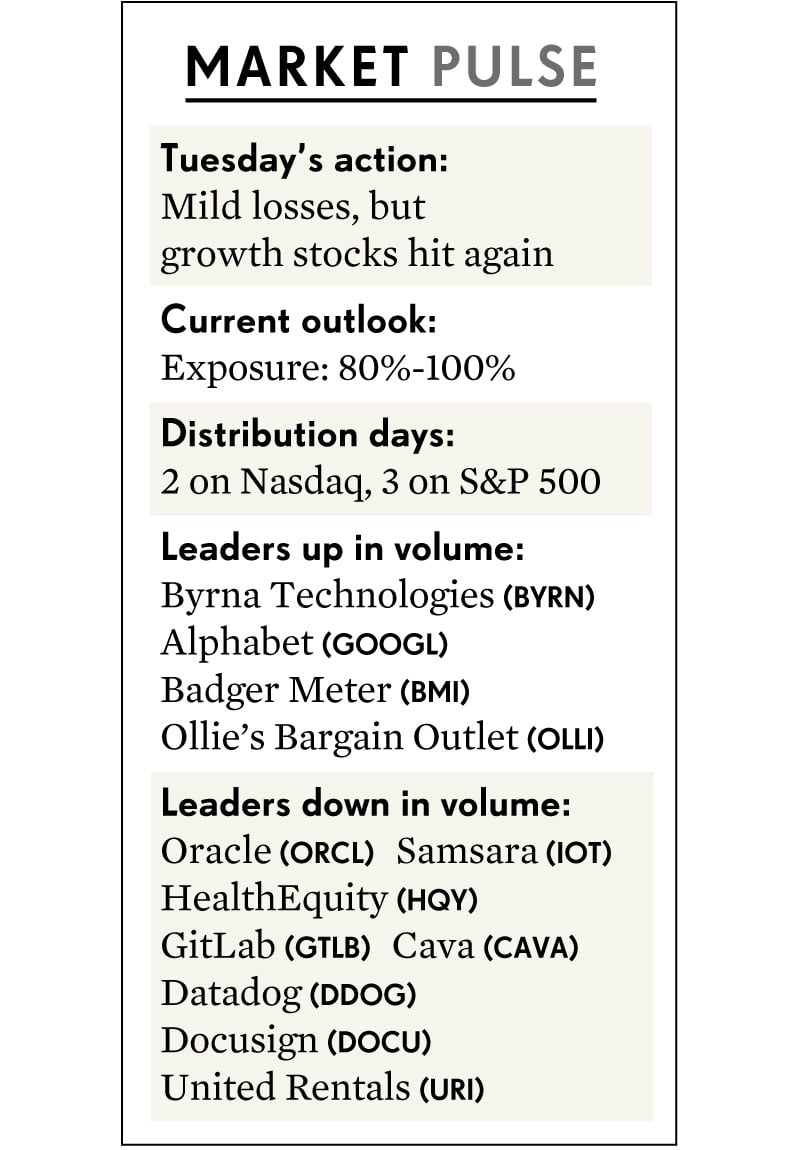 MARKET PULSE
Tuesday’s action:
Mild losses, but
growth stocks hit again
Current outlook:
Exposure: 80%-100%
Distribution days:
2 on Nasdaq, 3 on S&P 500
Leaders up in volume:
Byrna Technologies (BYRN)
Alphabet (GOOGL)
Badger Meter (BMI)
Ollie’s Bargain Outlet (OLLI)
Leaders down in volume:
Oracle (ORCL) Samsara (IOT)
HealthEquity (HQY)
GitLab (GTLB) Cava (CAVA)
Datadog (DDOG)
Docusign (DOCU)
United Rentals (URI)